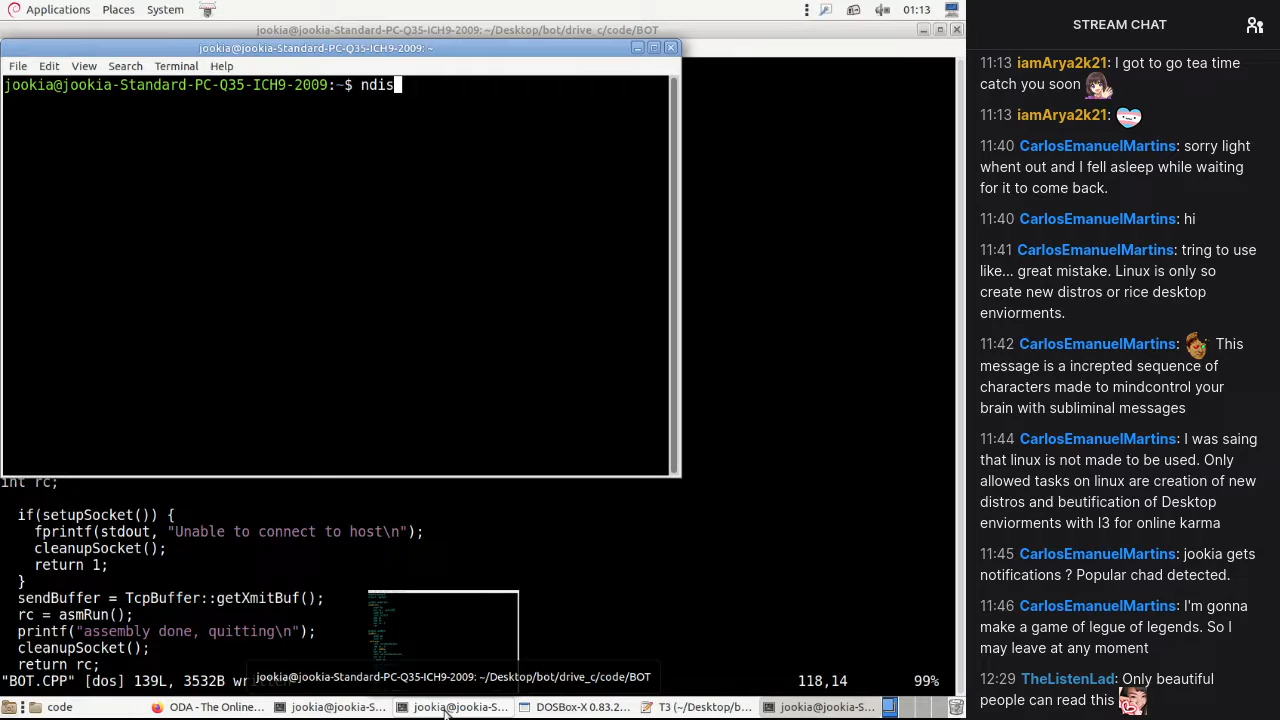 Applications Places System
01:13
jookia@jookia-Standard-PC-Q35-ICH9-2009: ~/Desktop/bot/drive_c/code/BOT
jookia@jookia-Standard-PC-Q35-ICH9-2009: ~
File Edit View Search Terminal Help
jookia@jookia-Standard-PC-Q35-ICH9-2009:~$ ndis
int rc;
if(setupSocket()) {
fprintf(stdout, "Unable to connect to host\n");
cleanupSocket();
return 1;
}
sendBuffer = TcpBuffer::getXmitBuf();
rc = asmRun();
printf("assembly done, quitting\n");
cleanupSocket();
return rc;
"BOT.CPP" [dos] 139L, 3532B 118,14 99%
jookia@jookia-Standard-PC-Q35-ICH9-2009: ~/Desktop/bot/drive_c/code/BOT
code
ODA - The Online...
jookia@jookia-S...
jookia@jookia-S...
DOSBox-X 0.83.2...
T3 (~/Desktop/b...
jookia@jookia-S...
STREAM CHAT
11:13 iamArya2k21: I got to go tea time
catch you soon
11:13 iamArya2k21:
11:40 CarlosEmanuelMartins: sorry light
whent out and I fell asleep while waiting
for it to come back.
11:40 CarlosEmanuelMartins: hi
11:41 CarlosEmanuelMartins: tring to use
like... great mistake. Linux is only so
create new distros or rice desktop
enviorments.
11:42 CarlosEmanuelMartins: This
message is a increpted sequence of
characters made to mindcontrol your
brain with subliminal messages
11:44 CarlosEmanuelMartins: I was saing
that linux is not made to be used. Only
allowed tasks on linux are creation of new
distros and beutification of Desktop
enviorments with I3 for online karma
11:45 CarlosEmanuelMartins: jookia gets
notifications ? Popular chad detected.
11:46 CarlosEmanuelMartins: I'm gonna
make a game of legue of legends. So I
may leave at any moment
12:29 TheListenLad: Only beautiful
people can read this